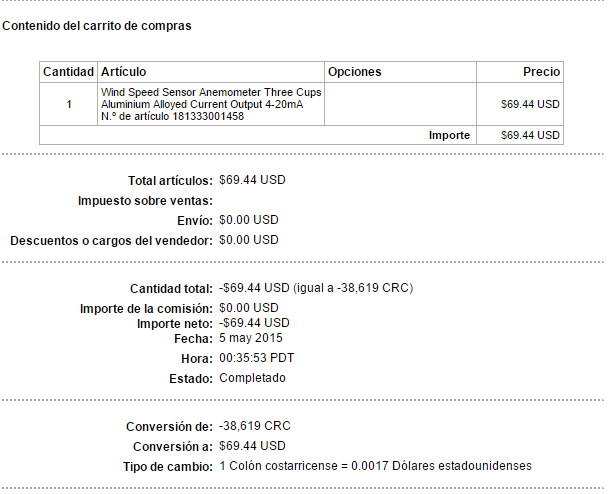 Contenido del carrito de compras
Cantidad Artículo Opciones Precio
1 Wind Speed Sensor Anemometer Three Cups
Aluminium Alloyed Current Output 4-20mA
N.º de artículo 181333001458 $69.44 USD
Importe $69.44 USD
Total artículos: $69.44 USD
Impuesto sobre ventas:
Envío: $0.00 USD
Descuentos o cargos del vendedor: $0.00 USD
Cantidad total: -$69.44 USD (igual a -38,619 CRC)
Importe de la comisión: $0.00 USD
Importe neto: -$69.44 USD
Fecha: 5 may 2015
Hora: 00:35:53 PDT
Estado: Completado
Conversión de: -38,619 CRC
Conversión a: $69.44 USD
Tipo de cambio: 1 Colón costarricense = 0.0017 Dólares estadounidenses